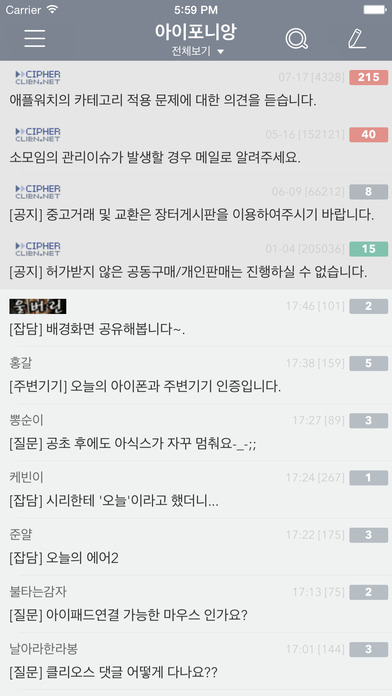 Carrier 5:59 PM
아이포니앙
전체보기 ▼
CIPHER
CLIEN.NET
07-17 [4328] 215
애플워치의 카테고리 적용 문제에 대한 의견을 듣습니다.
CIPHER
CLIEN.NET
05-16 [152121] 40
소모임의 관리이슈가 발생할 경우 메일로 알려주세요.
CIPHER
CLIEN.NET
06-09 [66212] 8
[공지] 중고거래 및 교환은 장터게시판을 이용하여주시기 바랍니다.
CIPHER
CLIEN.NET
01-04 [205036] 15
[공지] 허가받지 않은 공동구매/개인판매는 진행하실 수 없습니다.
울버린 17:46 [101] 2
[잡담] 배경화면 공유해봅니다~.
홍갈 17:38 [159] 5
[주변기기] 오늘의 아이폰과 주변기기 인증입니다.
뽕순이 17:27 [89] 3
[질문] 공초 후에도 아식스가 자꾸 멈춰요-_-;;
케빈이 17:24 [267] 1
[잡담] 시리한테 '오늘'이라고 했더니...
준얄 17:22 [175] 3
[잡담] 오늘의 에어2
불타는감자 17:13 [75] 2
[질문] 아이패드연결 가능한 마우스 인가요?
날아라한라봉 17:01 [144] 3
[질문] 클리오스 댓글 어떻게 다나요??